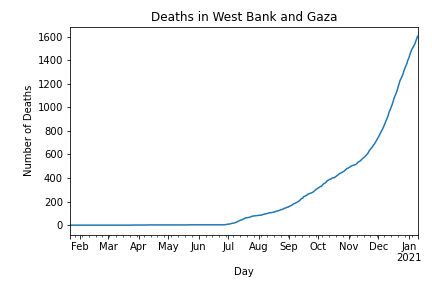 Deaths in West Bank and Gaza
Number of Deaths
1600
1400
1200
1000
800
600
400
200
0
Feb Mar Apr May Jun Jul Aug Sep Oct Nov Dec Jan
2021
Day